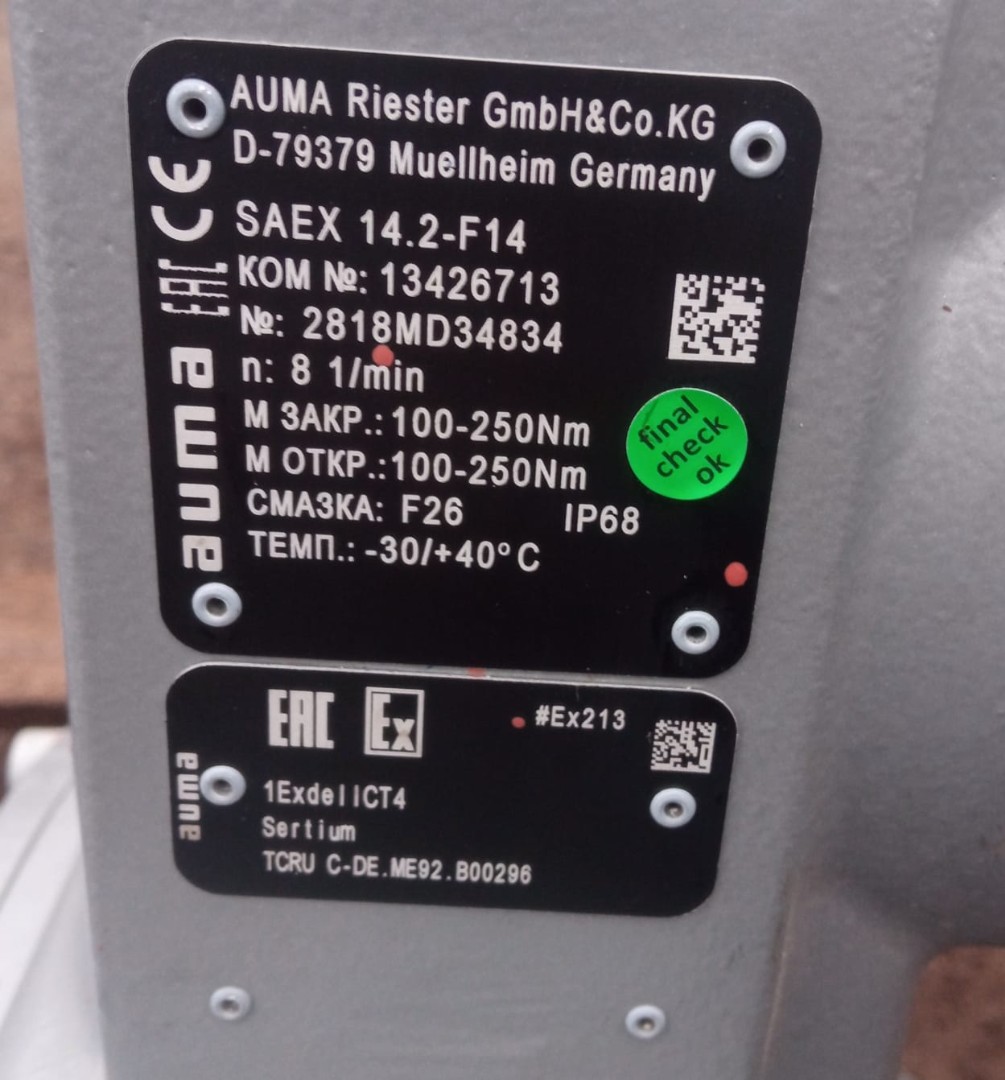 AUMA Riester GmbH&Co.KG
D-79379 Muellheim Germany
CE
EAC
auma
SAEX 14.2-F14
КОМ №: 13426713
№: 2818MD34834
n: 8 1/min
М ЗАКР.: 100-250Nm
М ОТКР.:100-250Nm
СМАЗКА: F26 IP68
ТЕМП.: -30/+40°C
final
check
ok
EAC Ex #Ex213
auma
1ExdeIICT4
Sertium
TCRU C-DE.ME92.B00296